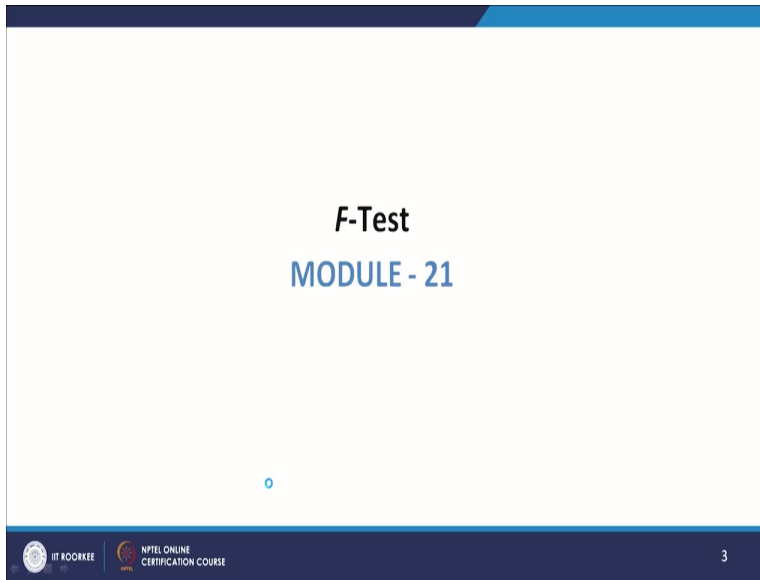 F-Test
MODULE - 21
IIT ROORKEE
NPTEL ONLINE
CERTIFICATION COURSE
3